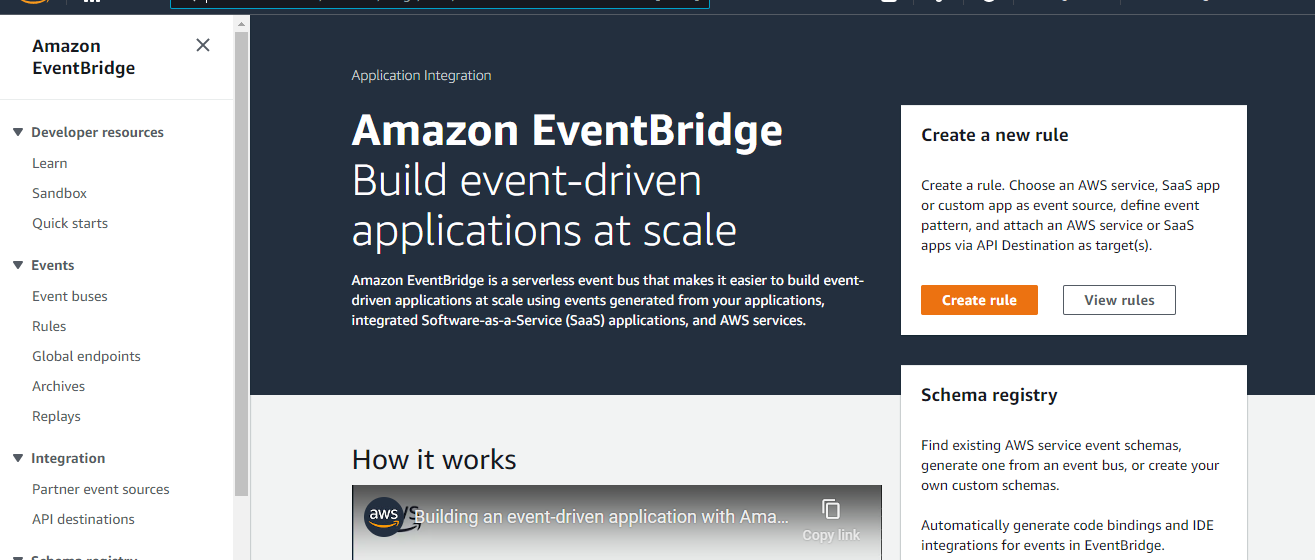 Amazon
EventBridge
Developer resources
Learn
Sandbox
Quick starts
Events
Event buses
Rules
Global endpoints
Archives
Replays
Integration
Partner event sources
API destinations
Schema registry
Application Integration
Amazon EventBridge
Build event-driven
applications at scale
Amazon EventBridge is a serverless event bus that makes it easier to build event-
driven applications at scale using events generated from your applications,
integrated Software-as-a-Service (SaaS) applications, and AWS services.
How it works
aws
Building an event-driven application with Ama...
Copy link
Create a new rule
Create a rule. Choose an AWS service, SaaS app
or custom app as event source, define event
pattern, and attach an AWS service or SaaS
apps via API Destination as target(s).
Create rule
View rules
Schema registry
Find existing AWS service event schemas,
generate one from an event bus, or create your
own custom schemas.
Automatically generate code bindings and IDE
integrations for events in EventBridge.